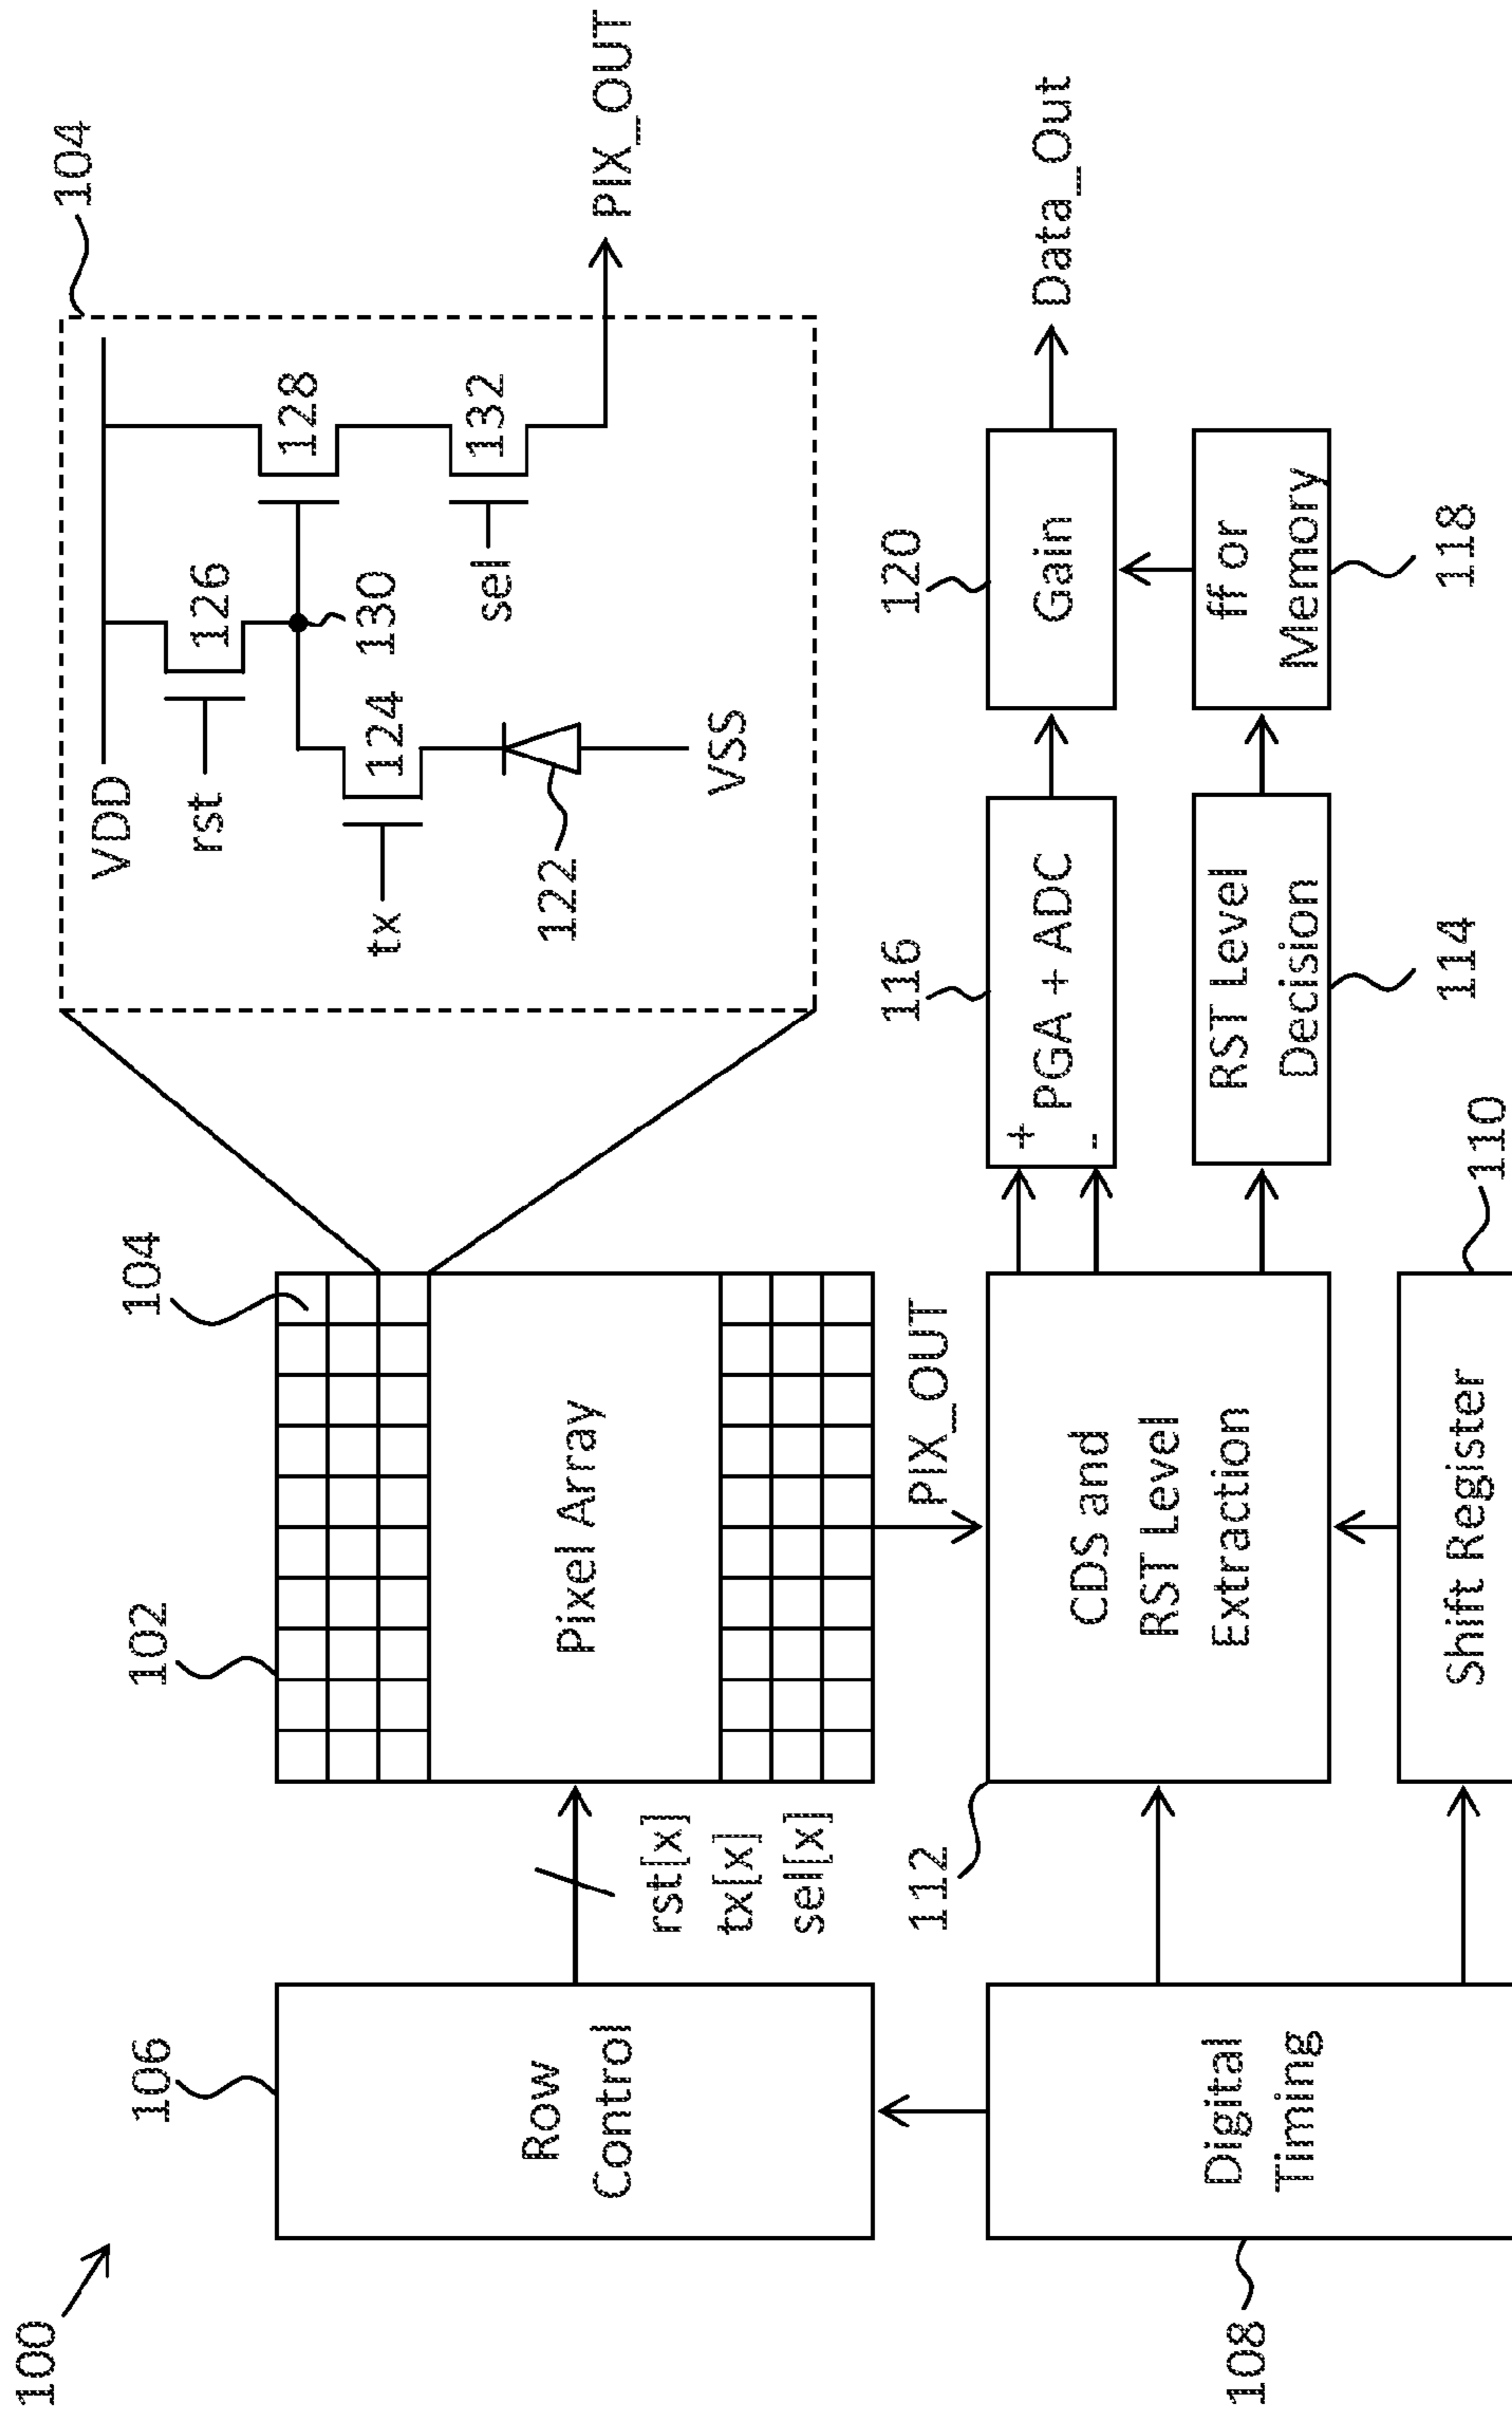 100
106
Row
Control
102
104
Pixel Array
rst[x]
tx[x]
sel[x]
104
VDD
rst
126
128
130
tx
124
sel
132
122
VSS
PIX_OUT
108
Digital
Timing
112
PIX_OUT
CDS and
RST Level
Extraction
Shift Register
110
116
+
-
PGA + ADC
RST Level
Decision
114
120
Gain
ff or
Memory
118
Data_Out